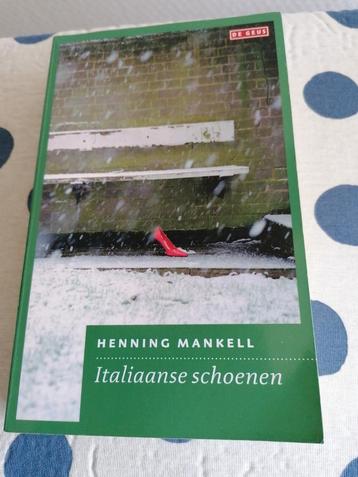 DE GEUS
HENNING MANKELL
Italiaanse schoenen